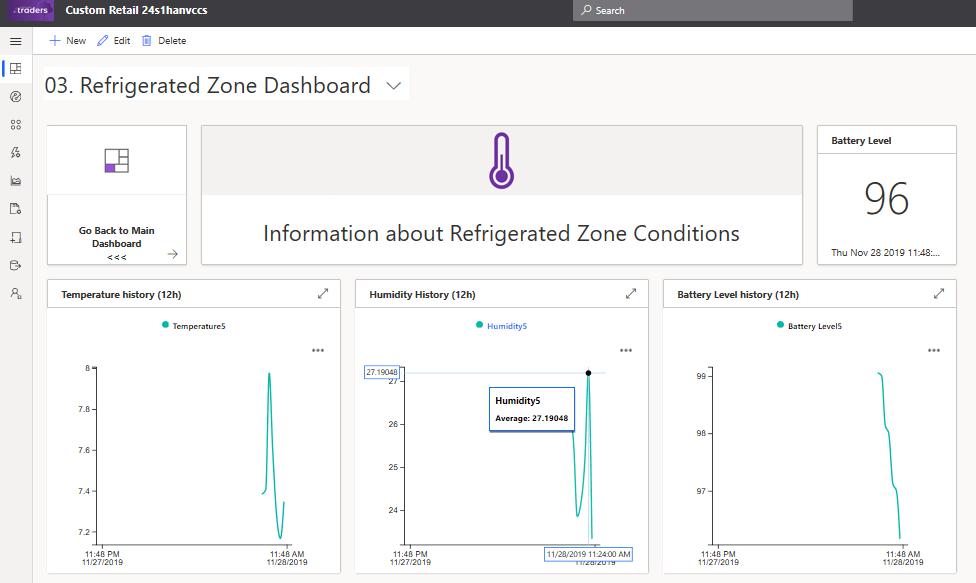 traders
Custom Retail 24s1hanvccs
Search
New
Edit
Delete
03. Refrigerated Zone Dashboard
Go Back to Main
Dashboard
<<<
Information about Refrigerated Zone Conditions
Battery Level
96
Thu Nov 28 2019 11:48:...
Temperature history (12h)
Temperature5
8
7.8
7.6
7.4
7.2
11:48 PM
11/27/2019
11:48 AM
11/28/2019
Humidity History (12h)
Humidity5
27.19048
27
26
25
24
Humidity5
Average: 27.19048
11:48 PM
11/27/2019
11/28/2019 11:24:00 AM
11/28/2019
Battery Level history (12h)
Battery Level5
99
98
97
11:48 PM
11/27/2019
11:48 AM
11/28/2019